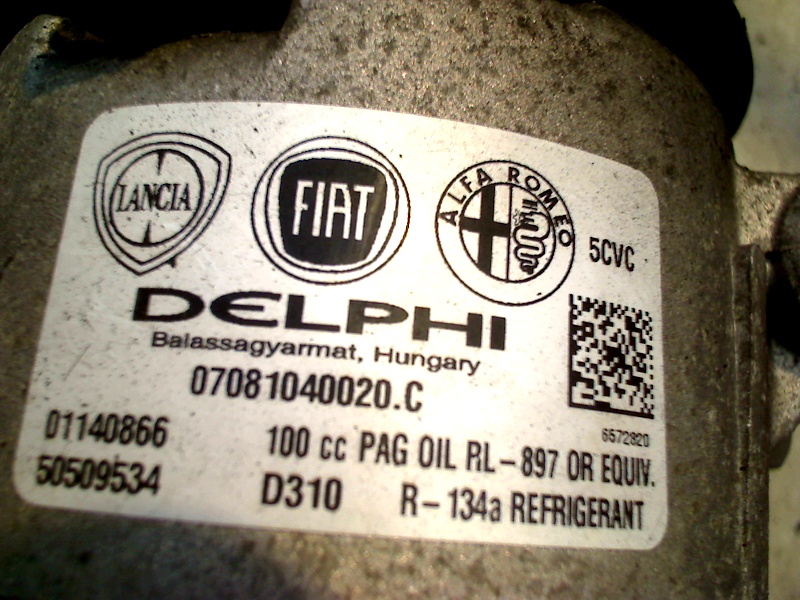 LANCIA
FIAT
ALFA ROMEO
5CVC
DELPHI
Balassagyarmat, Hungary
07081040020.C
6572820
01140866
100 cc PAG OIL RL-897 OR EQUIV.
50509534
D310
R-134a REFRIGERANT